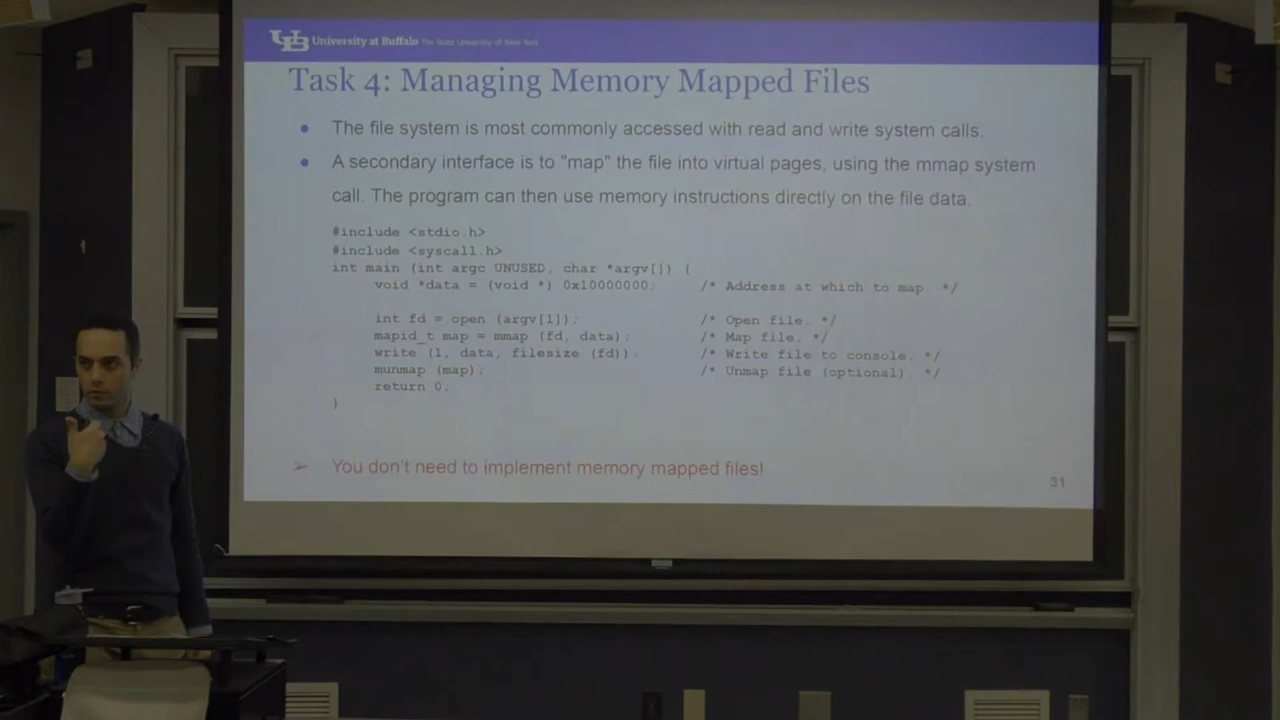 University at Buffalo The State University of New York
Task 4: Managing Memory Mapped Files
The file system is most commonly accessed with read and write system calls.
A secondary interface is to "map" the file into virtual pages, using the mmap system
call. The program can then use memory instructions directly on the file data.
#include <stdio.h>
#include <syscall.h>
int main (int argc UNUSED, char *argv[]) {
void *data = (void *) 0x10000000; /* Address at which to map. */
int fd = open (argv[1]); /* Open file. */
mapid_t map = mmap (fd, data); /* Map file. */
write (1, data, filesize (fd)); /* Write file to console. */
munmap (map); /* Unmap file (optional). */
return 0;
}
You don't need to implement memory mapped files!
31